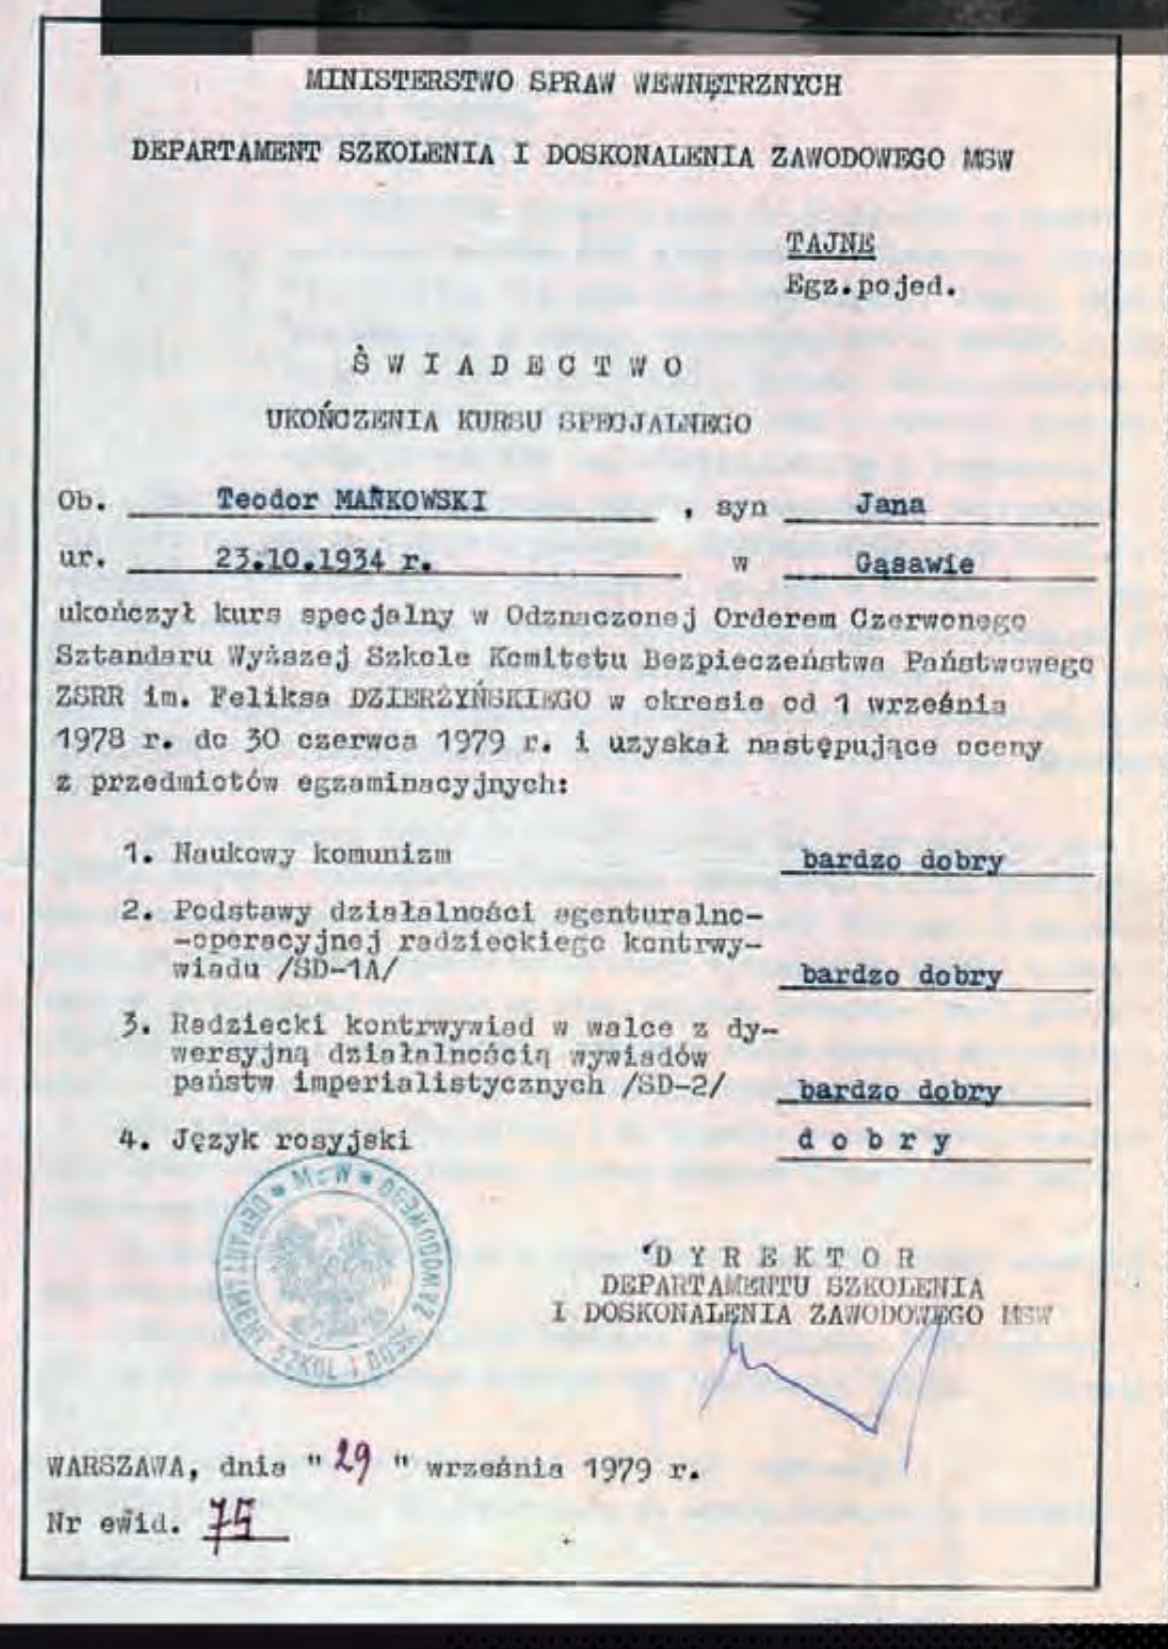 MINISTERSTWO SPRAW WEWNĘTRZNYCH
DEPARTAMENT SZKOLENIA I DOSKONALENIA ZAWODOWEGO MSW
TAJNE
Egz.pojed.
Ś W I A D E C T W O
UKOŃCZENIA KURSU SPECJALNEGO
Ob. Teodor MAŃKOWSKI , syn Jana
ur. 23.10.1934 r. w Gąsawie
ukończył kurs specjalny w Odznaczonej Orderem Czerwonego
Sztandaru Wyższej Szkole Komitetu Bezpieczeństwa Państwowego
ZSRR im. Feliksa DZIERŻYŃSKIEGO w okresie od 1 września
1978 r. do 30 czerwca 1979 r. i uzyskał następujące oceny
z przedmiotów egzaminacyjnych:
1. Naukowy komunizm bardzo dobry
2. Podstawy działalności agenturalno-
-operacyjnej radzieckiego kontrwy-
wiadu /SD-1A/ bardzo dobry
3. Radziecki kontrwywiad w walce z dy-
wersyjną działalnością wywiadów
państw imperialistycznych /SD-2/ bardzo dobry
4. Język rosyjski d o b r y
MSW * DEPARTAMENT SZKOL I DOSK ZAWODOWEGO *
D Y R E K T O R
DEPARTAMENTU SZKOLENIA
I DOSKONALENIA ZAWODOWEGO MSW
WARSZAWA, dnia "29" września 1979 r.
Nr ewid. 75